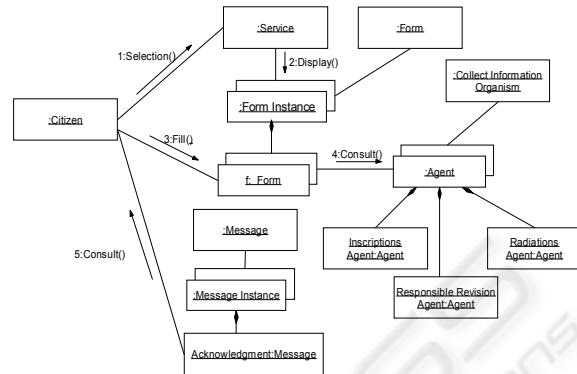 :Service
:Form
1:Selection()
2:Display()
:Collect Information
Organism
:Form Instance
:Citizen
3:Fill()
4:Consult()
f:_Form
:Agent
:Message
Inscriptions
Agent:Agent
Radiations
Agent:Agent
5:Consult()
:Message Instance
Responsible Revision
Agent:Agent
Acknowledgment:Message